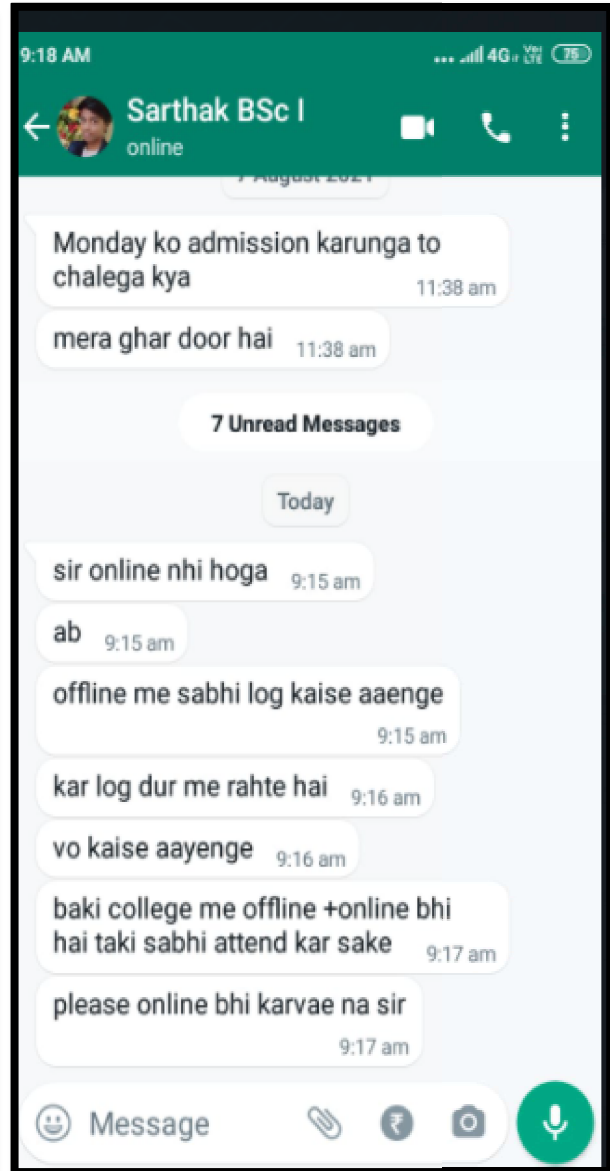 9:18 AM
4G
75
Sarthak BSc I
online
7 August 2021
Monday ko admission karunga to
chalega kya
11:38 am
mera ghar door hai 11:38 am
7 Unread Messages
Today
sir online nhi hoga 9:15 am
ab 9:15 am
offline me sabhi log kaise aaenge
9:15 am
kar log dur me rahte hai 9:16 am
vo kaise aayenge 9:16 am
baki college me offline +online bhi
hai taki sabhi attend kar sake 9:17 am
please online bhi karvae na sir
9:17 am
Message
₹